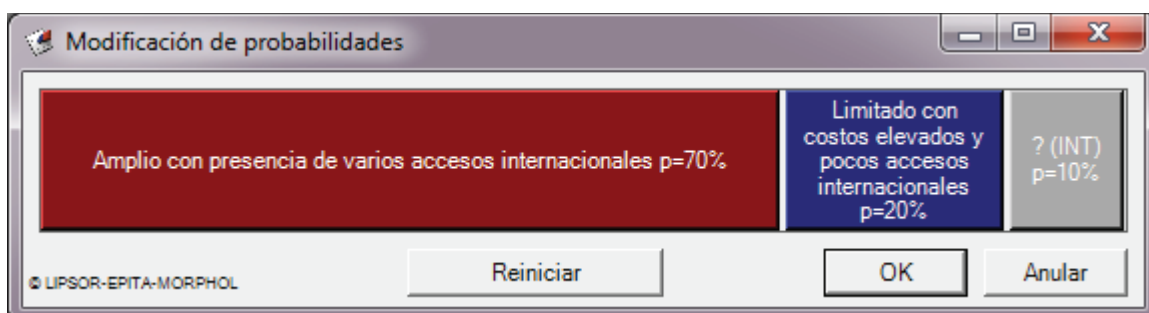 Modificación de probabilidades
Amplio con presencia de varios accesos internacionales p=70%
Limitado con
costos elevados y
pocos accesos
internacionales
p=20%
? (INT)
p=10%
© LIPSOR-EPITA-MORPHOL
Reiniciar
OK
Anular